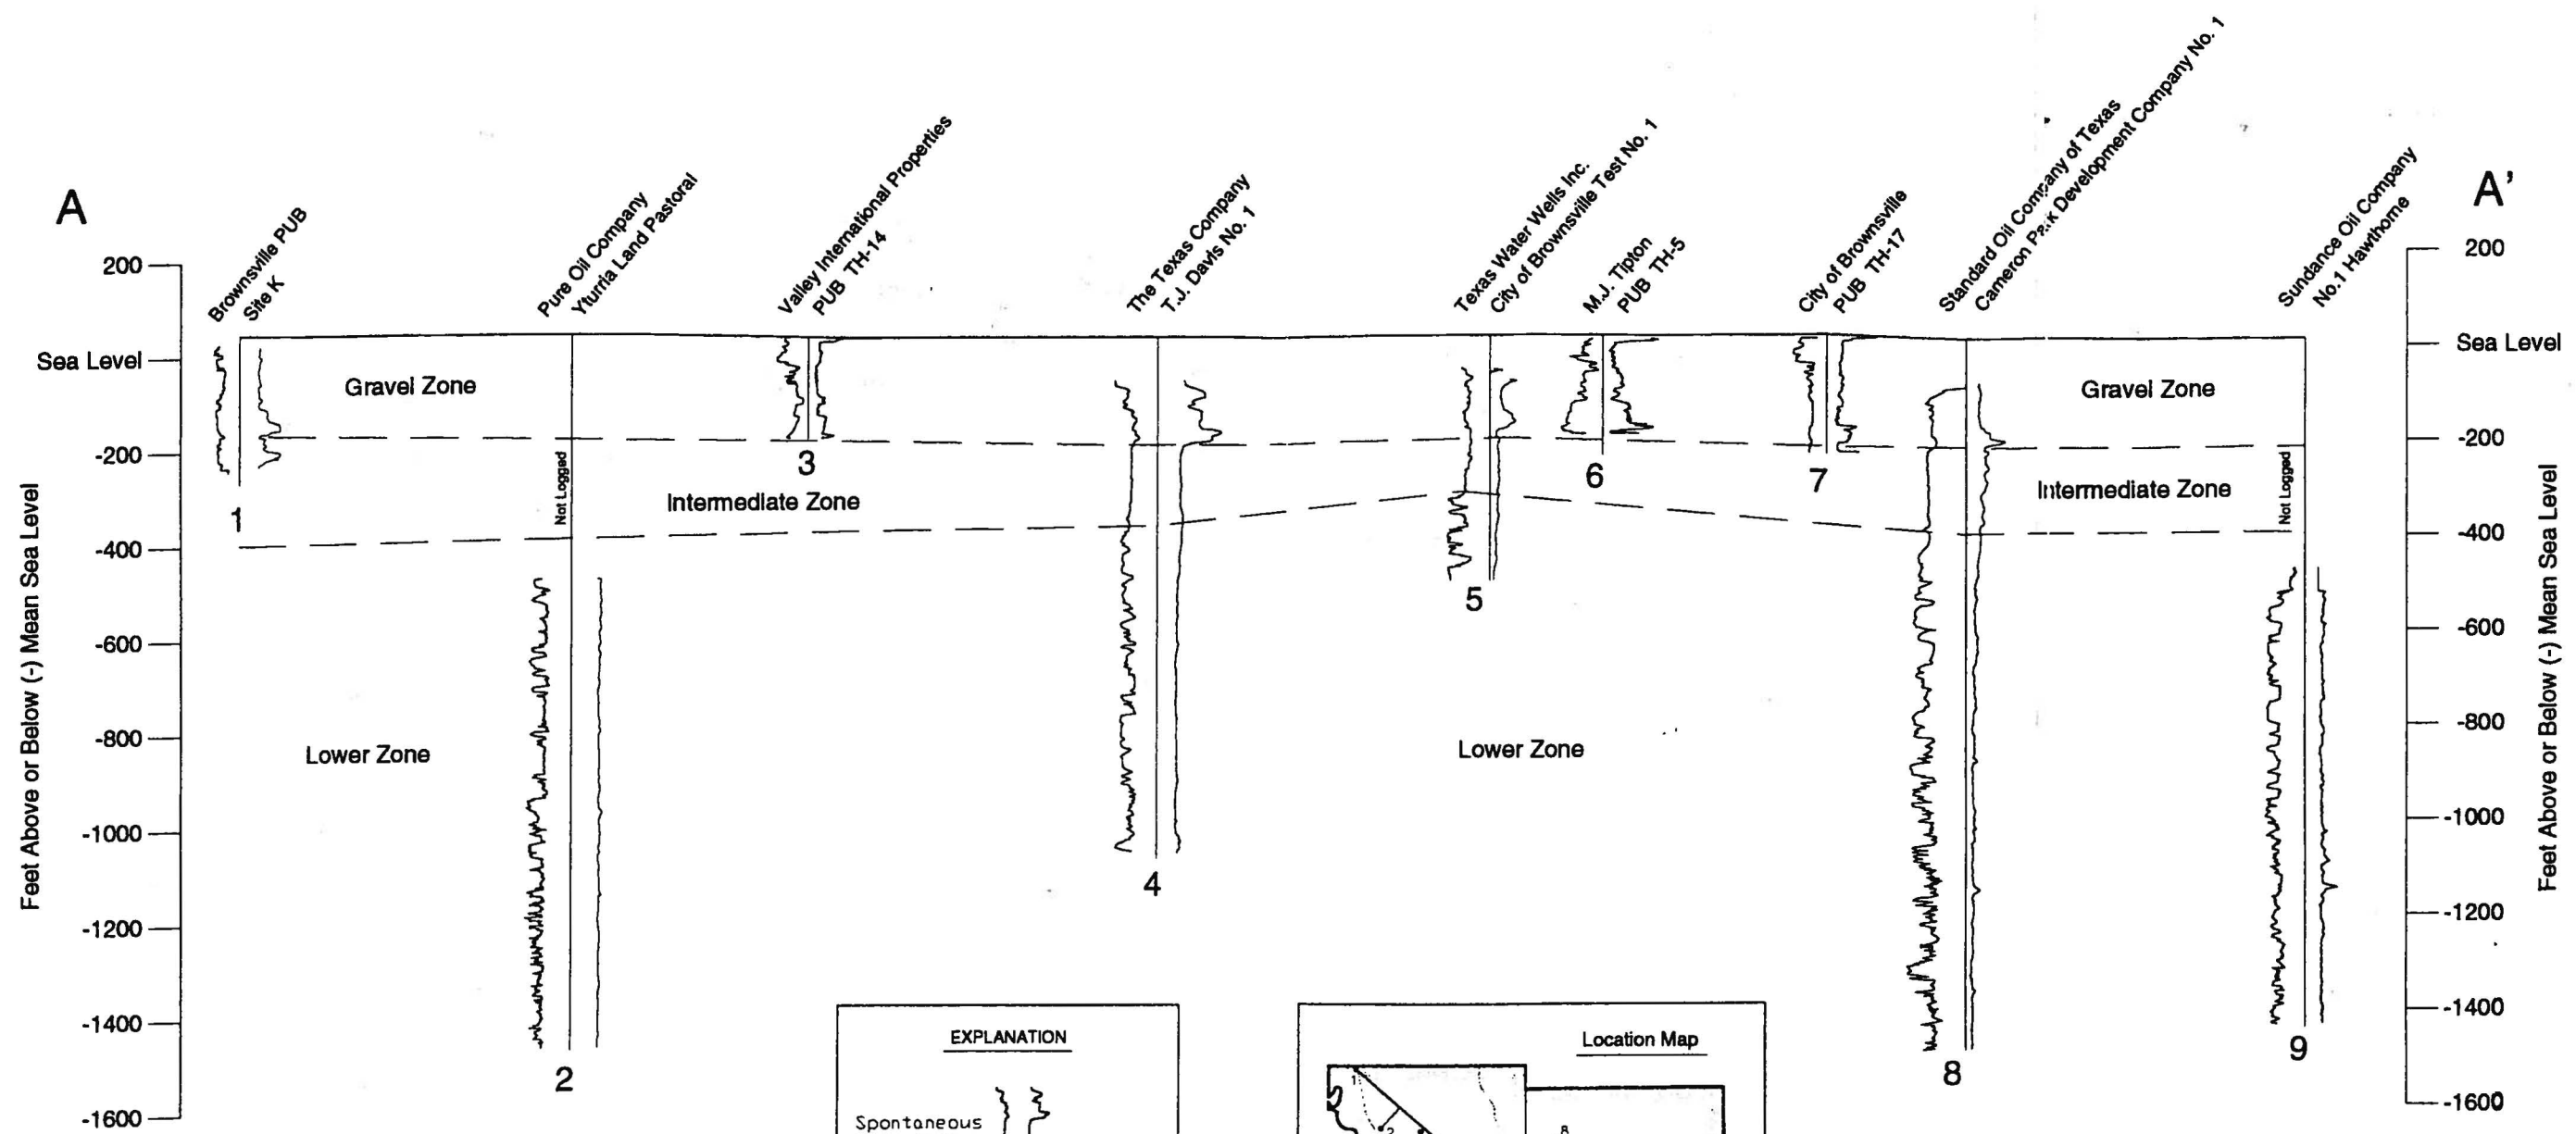 A
A'
Brownsville PUB
Site K
Pure Oil Company
Yturria Land Pastoral
Valley International Properties
PUB TH-14
The Texas Company
T.J. Davis No. 1
Texas Water Wells Inc.
City of Brownsville Test No. 1
M.J. Tipton
PUB TH-5
City of Brownsville
PUB TH-17
Standard Oil Company of Texas
Cameron Park Development Company No. 1
Sundance Oil Company
No.1 Hawthorne
Feet Above or Below (-) Mean Sea Level
200
Sea Level
-200
-400
-600
-800
-1000
-1200
-1400
-1600
Gravel Zone
Gravel Zone
Not Logged
Intermediate Zone
Intermediate Zone
Not Logged
Lower Zone
Lower Zone
1
2
3
4
5
6
7
8
9
200
Sea Level
-200
-400
-600
-800
-1000
-1200
-1400
-1600
Feet Above or Below (-) Mean Sea Level
EXPLANATION
Spontaneous
Location Map
1
2
8